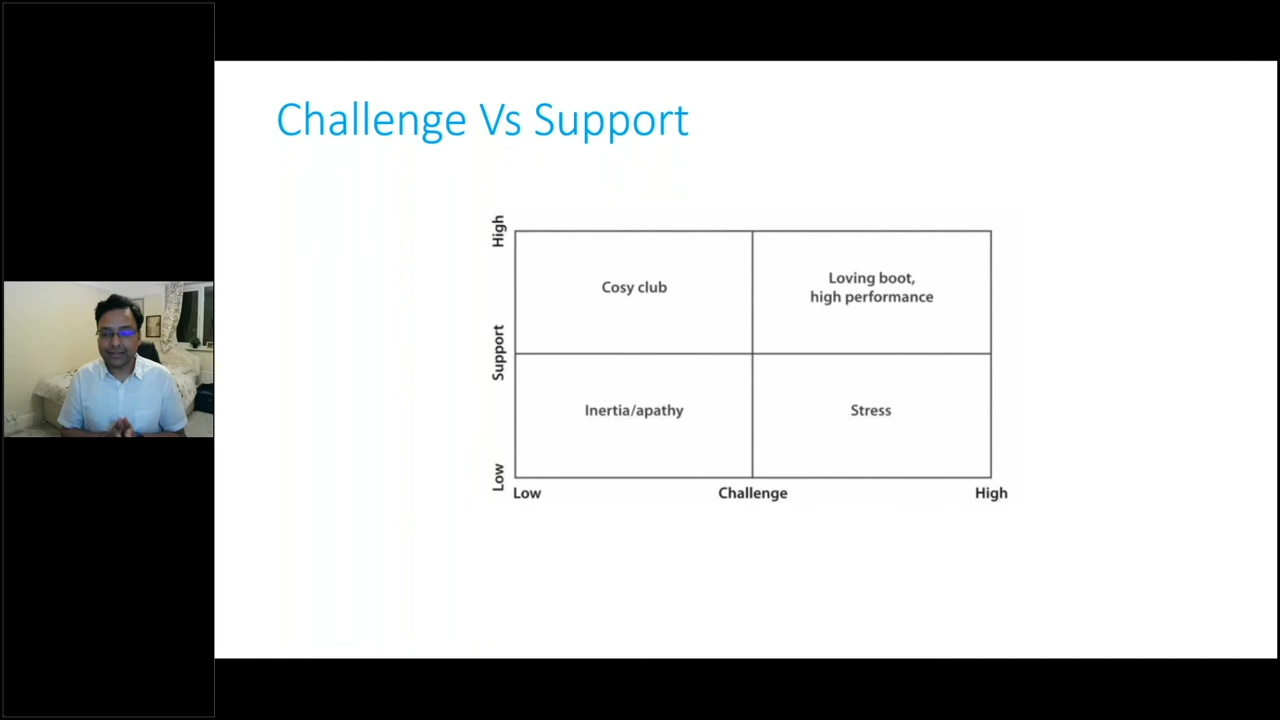 Challenge Vs Support
High
Cosy club
Loving boot,
high performance
Support
Inertia/apathy
Stress
Low
Low
Challenge
High